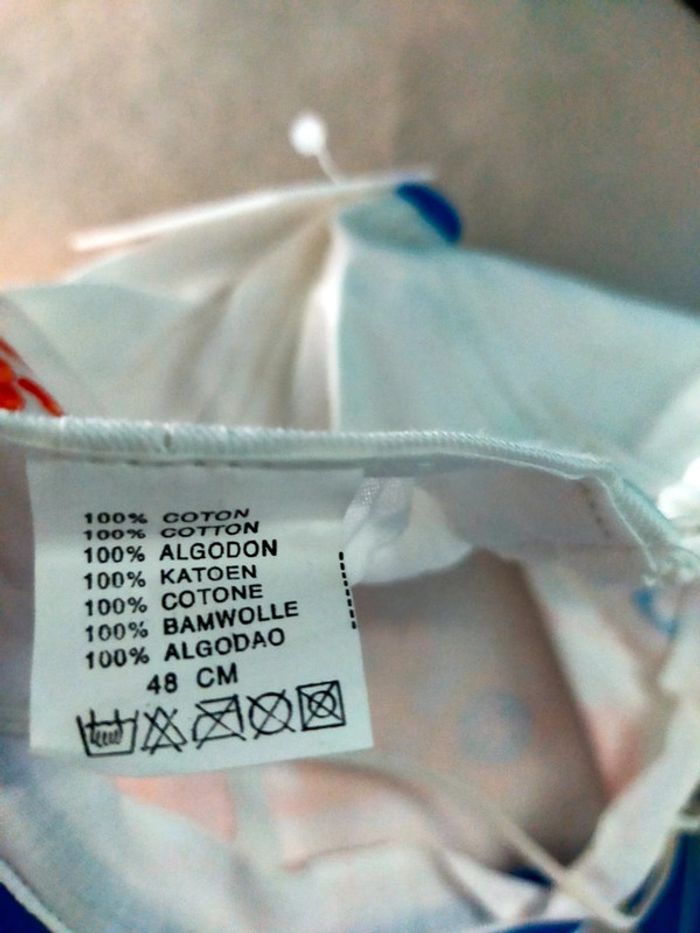 100% COTON
100% COTTON
100% ALGODON
100% KATOEN
100% COTONE
100% BAMWOLLE
100% ALGODAO
48 CM